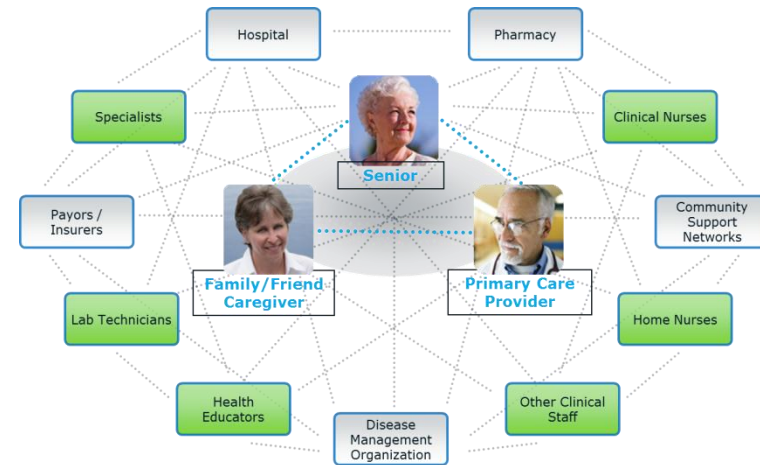 Hospital
Pharmacy
Specialists
Clinical Nurses
Senior
Payors /
Insurers
Community
Support
Networks
Family/Friend
Caregiver
Primary Care
Provider
Lab Technicians
Home Nurses
Health
Educators
Other Clinical
Staff
Disease
Management
Organization